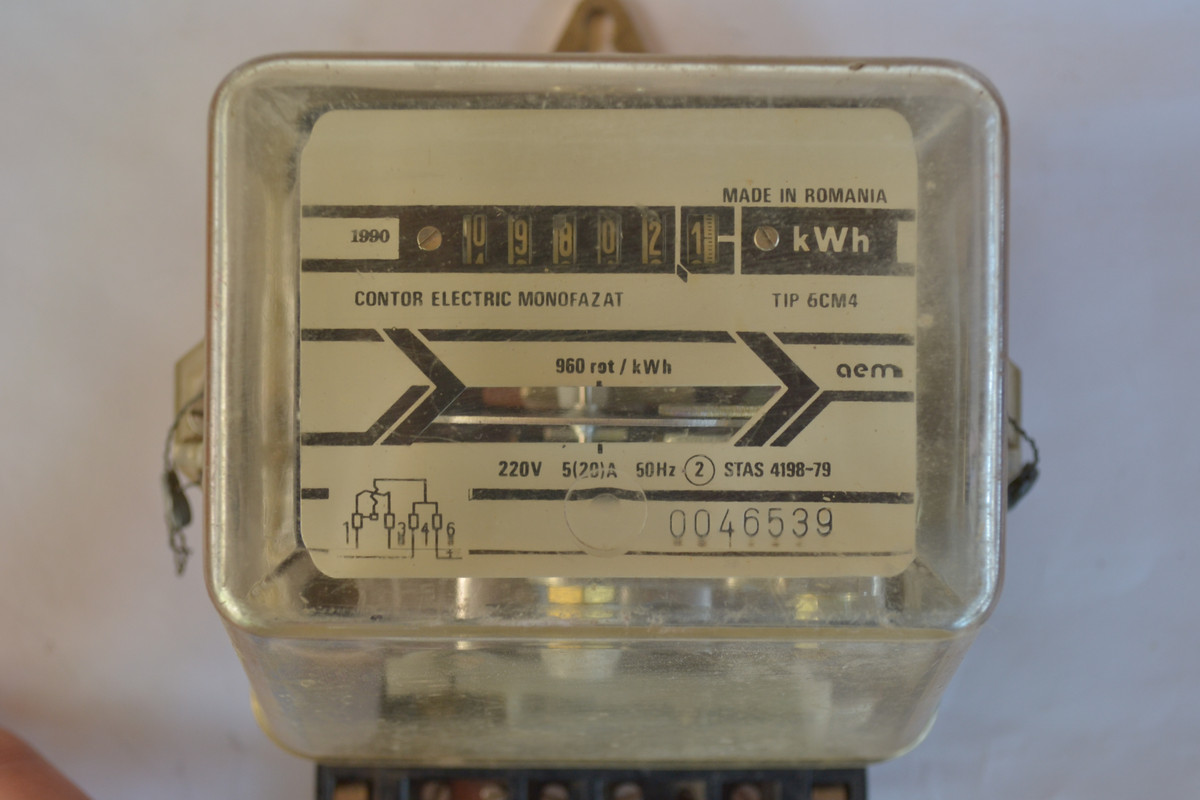 MADE IN ROMANIA
1990
0 9 8 0 2 1 kWh
CONTOR ELECTRIC MONOFAZAT TIP 6CM4
960 rot / kWh
aem
220V 5(20)A 50Hz 2 STAS 4198-79
1 3 4 6
0046539